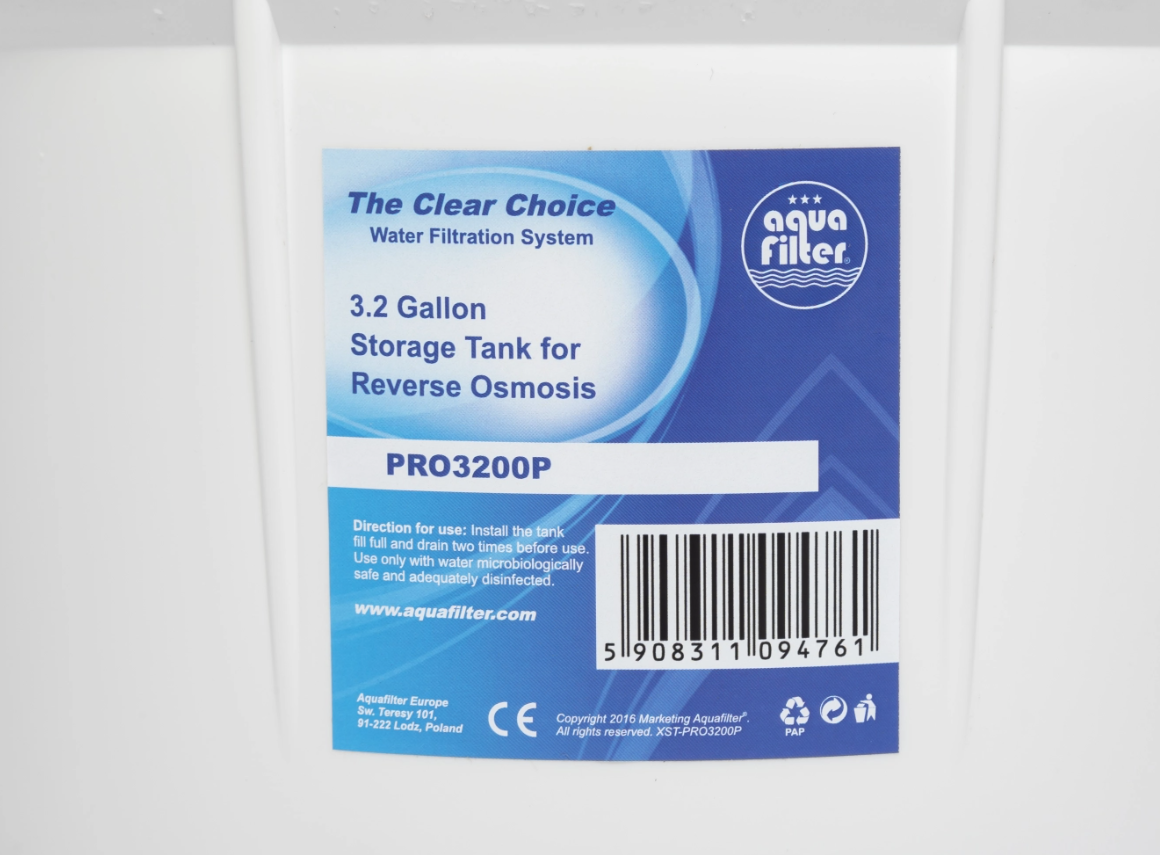 The Clear Choice
Water Filtration System
aqua
filter®
3.2 Gallon
Storage Tank for
Reverse Osmosis
PRO3200P
Direction for use: Install the tank
fill full and drain two times before use.
Use only with water microbiologically
safe and adequately disinfected.
www.aquafilter.com
5 908311 094761
Aquafilter Europe
Sw. Teresy 101,
91-222 Lodz, Poland
CE
Copyright 2016 Marketing Aquafilter®.
All rights reserved. XST-PRO3200P
PAP